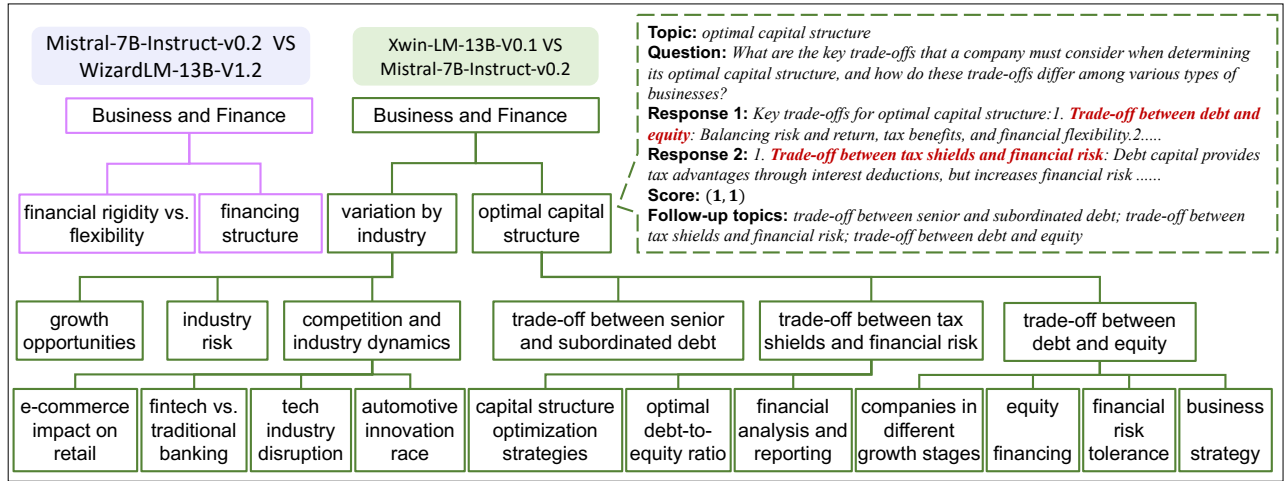 Mistral-7B-Instruct-v0.2 VS
WizardLM-13B-V1.2
Xwin-LM-13B-V0.1 VS
Mistral-7B-Instruct-v0.2
Topic: optimal capital structure
Question: What are the key trade-offs that a company must consider when determining
its optimal capital structure, and how do these trade-offs differ among various types of
businesses?
Response 1: Key trade-offs for optimal capital structure:1. Trade-off between debt and
equity: Balancing risk and return, tax benefits, and financial flexibility.2.....
Response 2: 1. Trade-off between tax shields and financial risk: Debt capital provides
tax advantages through interest deductions, but increases financial risk ......
Score: (1, 1)
Follow-up topics: trade-off between senior and subordinated debt; trade-off between
tax shields and financial risk; trade-off between debt and equity
Business and Finance
Business and Finance
financial rigidity vs.
flexibility
financing
structure
variation by
industry
optimal capital
structure
growth
opportunities
industry
risk
competition and
industry dynamics
trade-off between senior
and subordinated debt
trade-off between tax
shields and financial risk
trade-off between
debt and equity
e-commerce
impact on
retail
fintech vs.
traditional
banking
tech
industry
disruption
automotive
innovation
race
capital structure
optimization
strategies
optimal
debt-to-
equity ratio
financial
analysis and
reporting
companies in
different
growth stages
equity
financing
financial
risk
tolerance
business
strategy